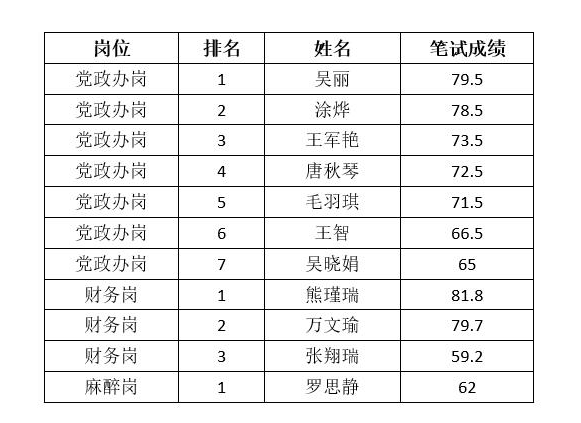 岗位 排名 姓名 笔试成绩
党政办岗 1 吴丽 79.5
党政办岗 2 涂烨 78.5
党政办岗 3 王军艳 73.5
党政办岗 4 唐秋琴 72.5
党政办岗 5 毛羽琪 71.5
党政办岗 6 王智 66.5
党政办岗 7 吴晓娟 65
财务岗 1 熊瑾瑞 81.8
财务岗 2 万文瑜 79.7
财务岗 3 张翔瑞 59.2
麻醉岗 1 罗思静 62